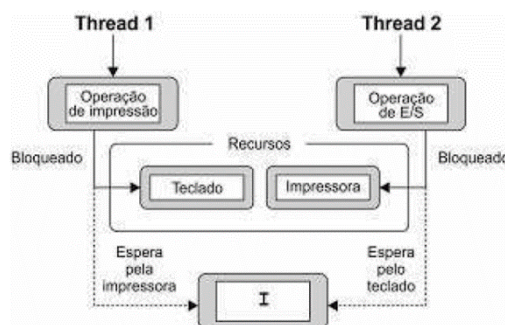 Thread 1
Thread 2
Operação
de impressão
Operação
de E/S
Bloqueado
Recursos
Bloqueado
Teclado
Impressora
Espera
pela
impressora
Espera
pelo
teclado
I